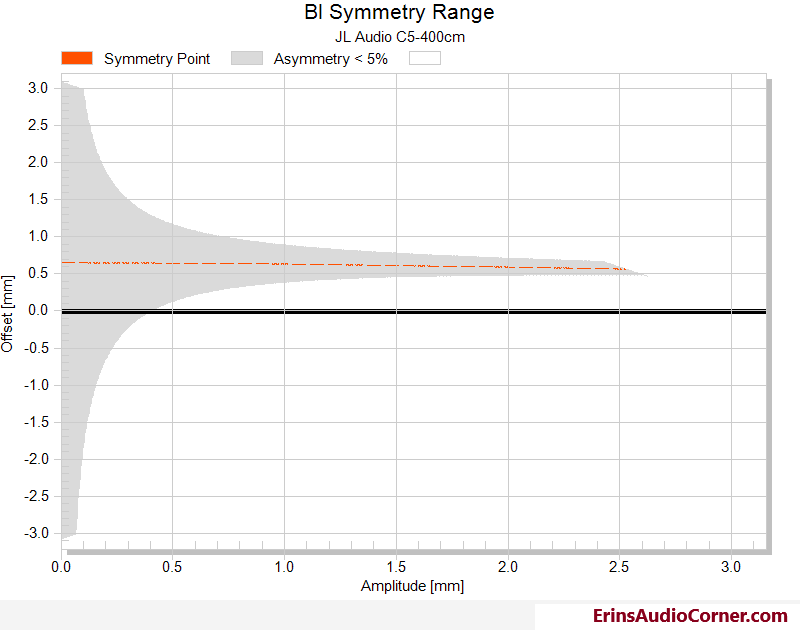 Bl Symmetry Range
JL Audio C5-400cm
Symmetry Point Asymmetry < 5%
3.0
2.5
2.0
1.5
1.0
0.5
0.0
-0.5
-1.0
-1.5
-2.0
-2.5
-3.0
Offset [mm]
0.0 0.5 1.0 1.5 2.0 2.5 3.0
Amplitude [mm]
ErinsAudioCorner.com